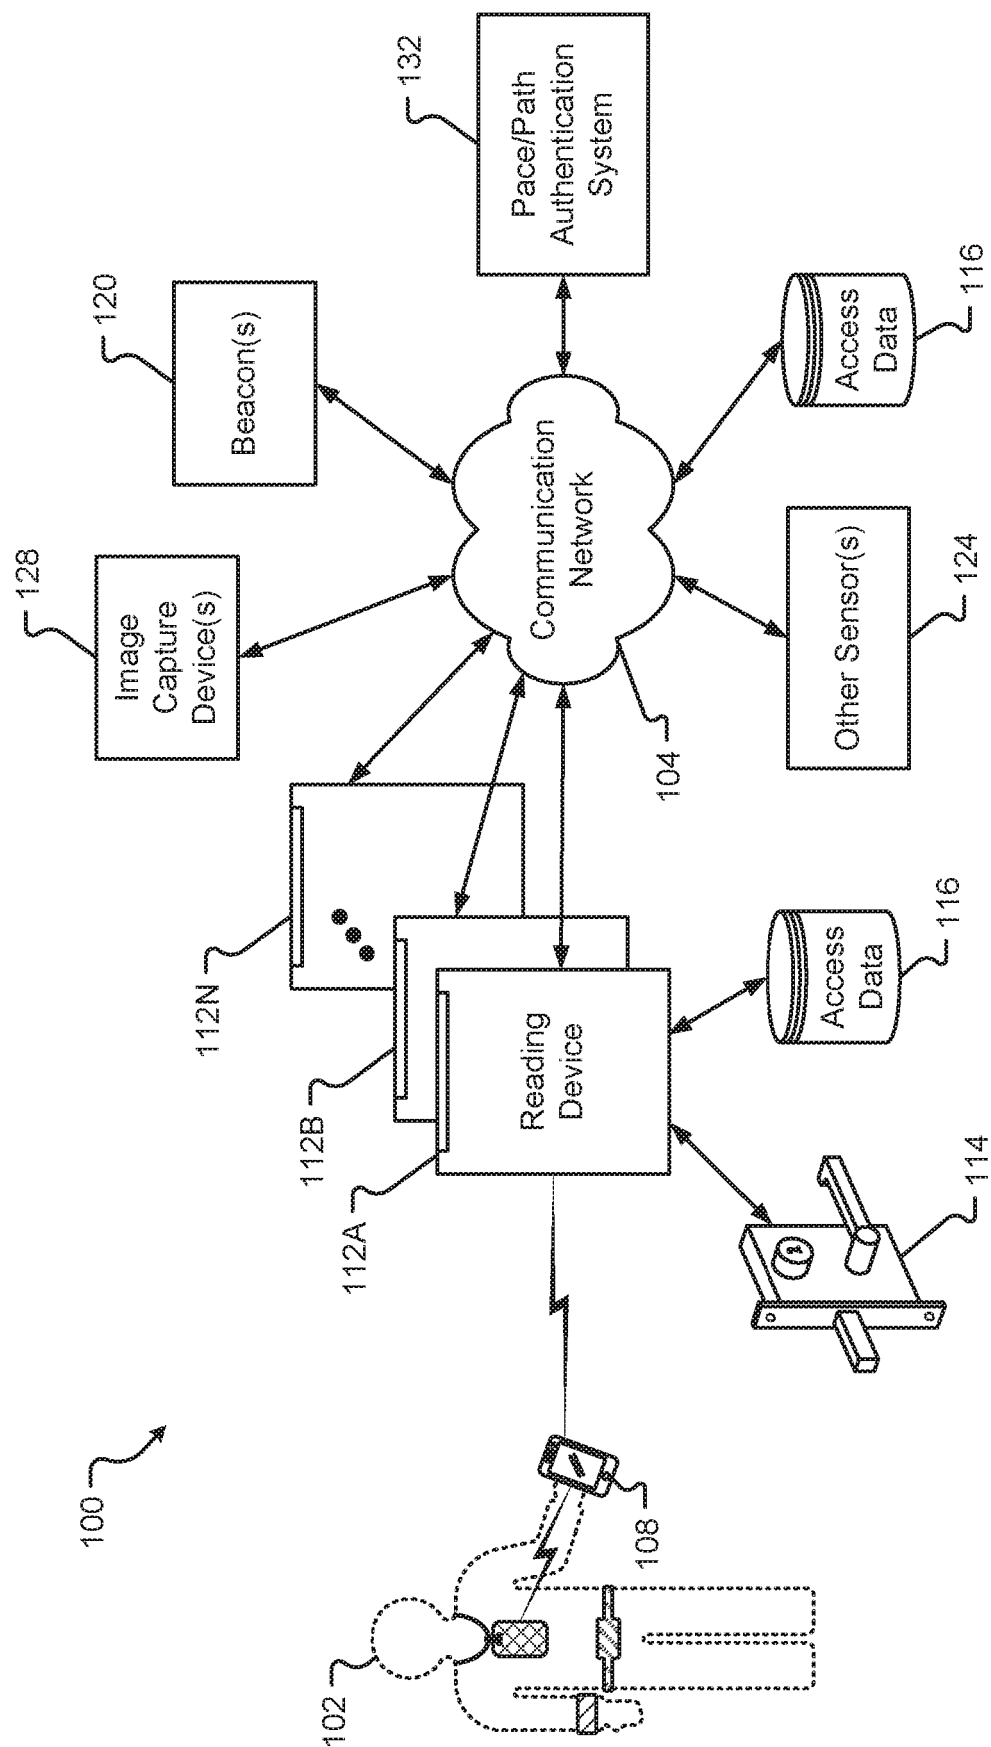 100
102
108
112A
112B
112N
Reading
Device
114
Access
Data
116
104
Communication
Network
128
Image
Capture
Device(s)
120
Beacon(s)
132
Pace/Path
Authentication
System
Other Sensor(s)
124
Access
Data
116